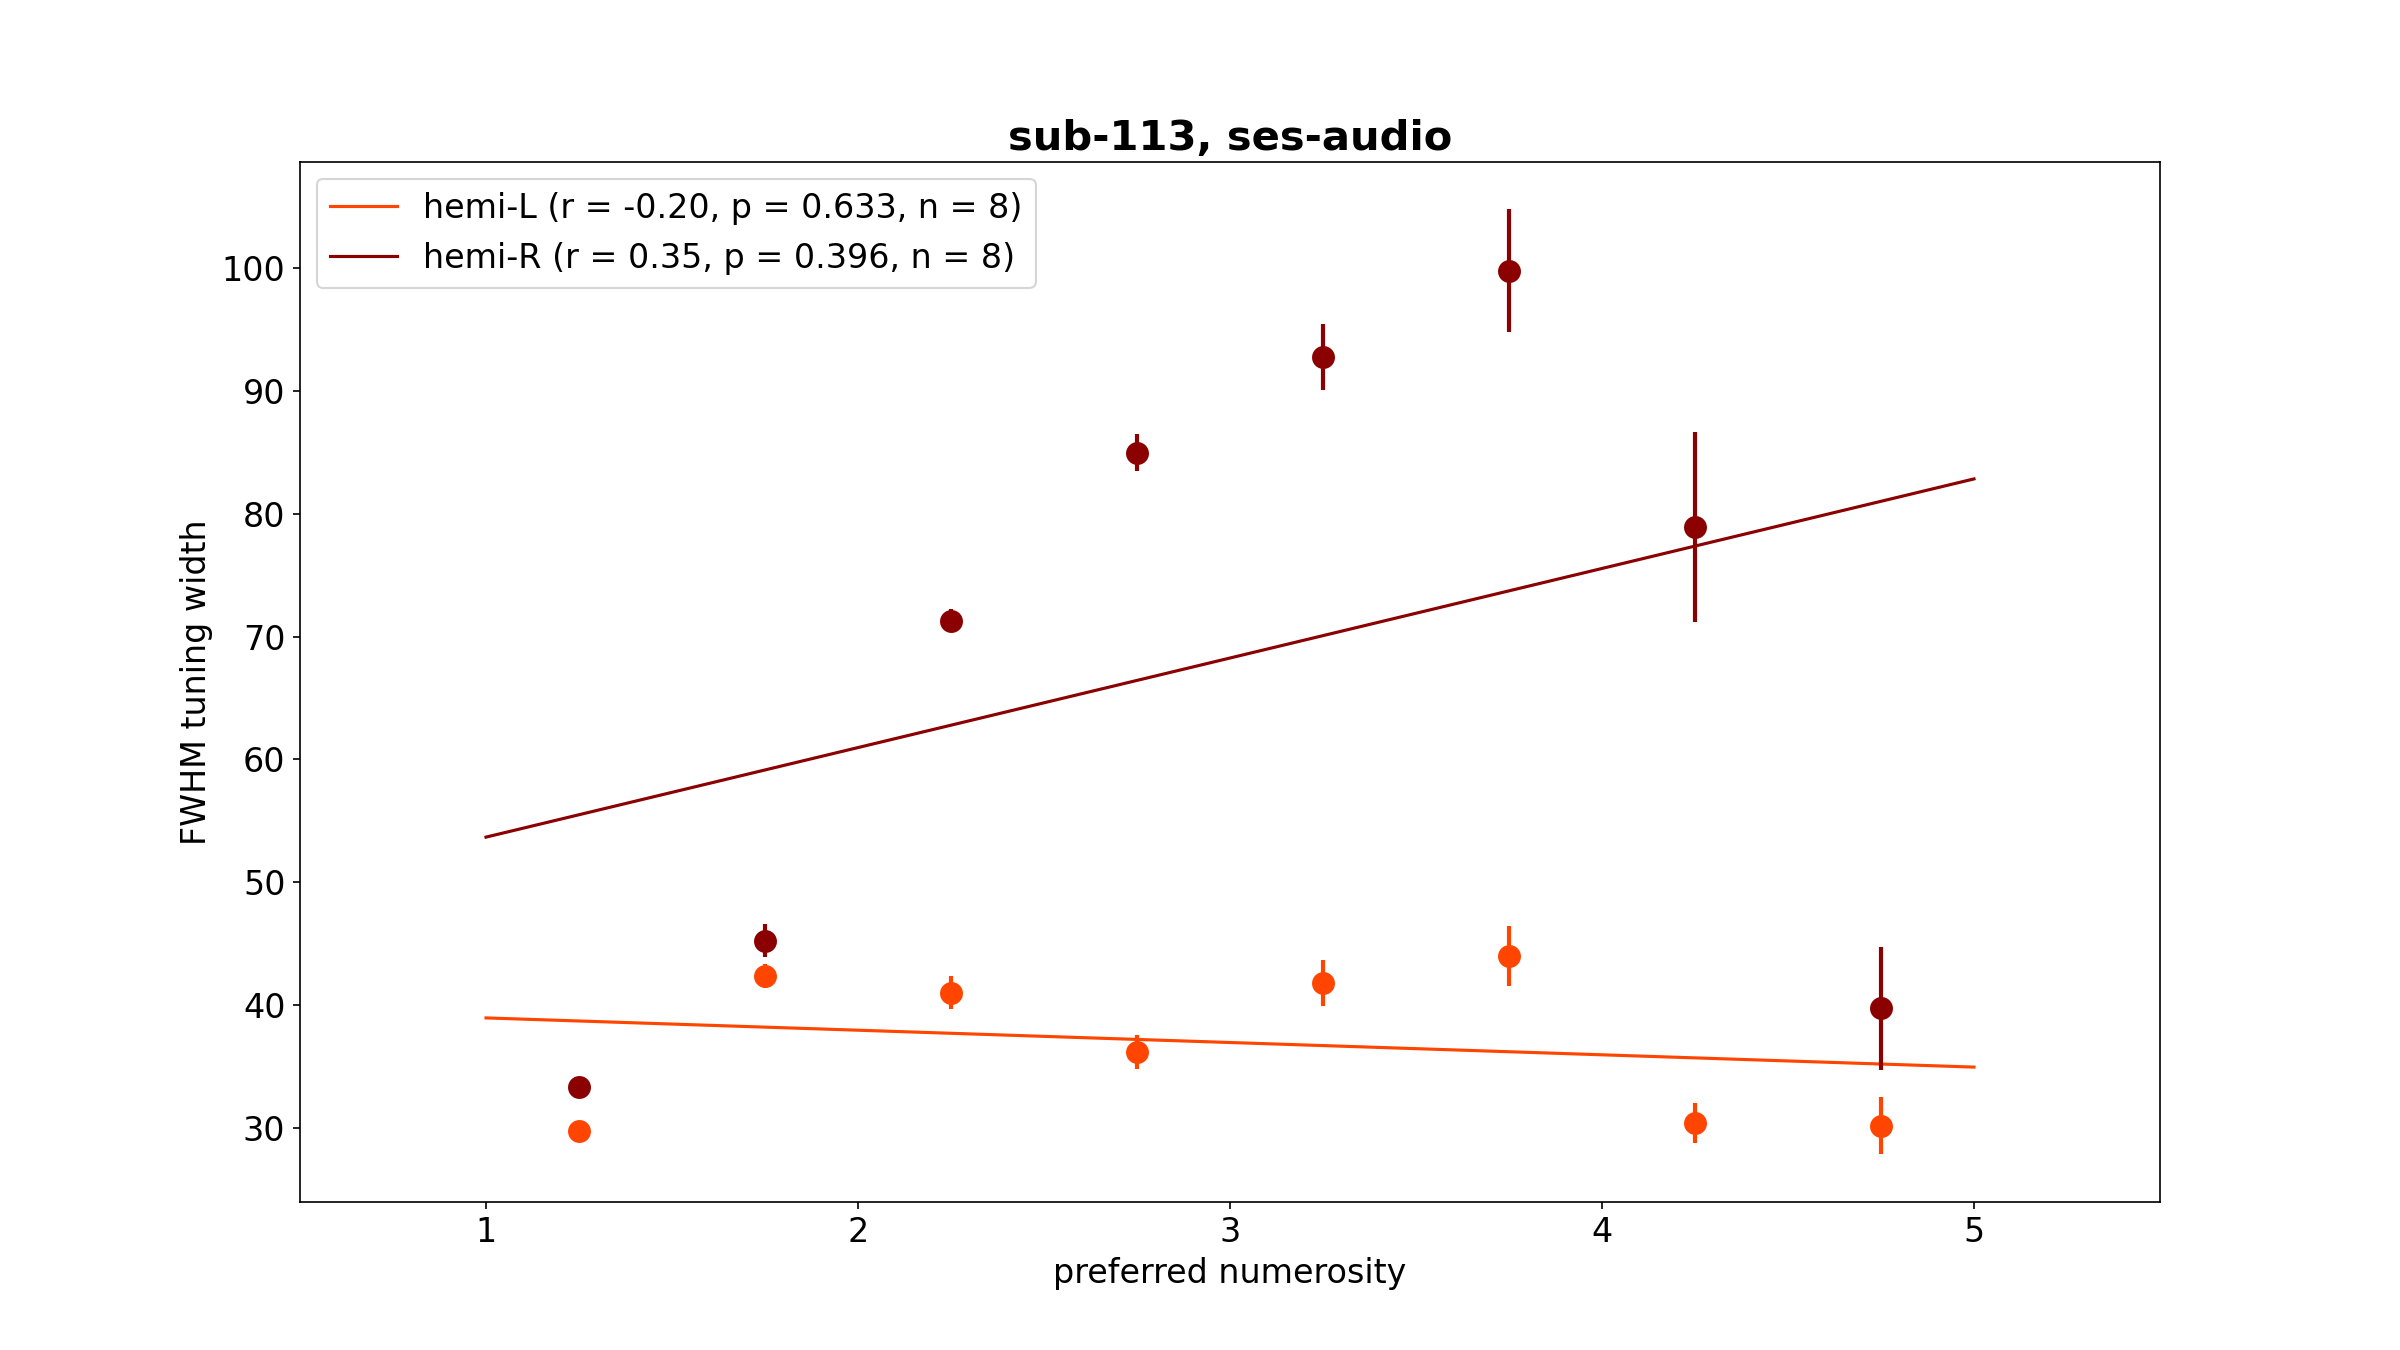 sub-113, ses-audio
hemi-L (r = -0.20, p = 0.633, n = 8)
hemi-R (r = 0.35, p = 0.396, n = 8)
100
90
80
70
60
50
40
30
FWHM tuning width
1 2 3 4 5
preferred numerosity